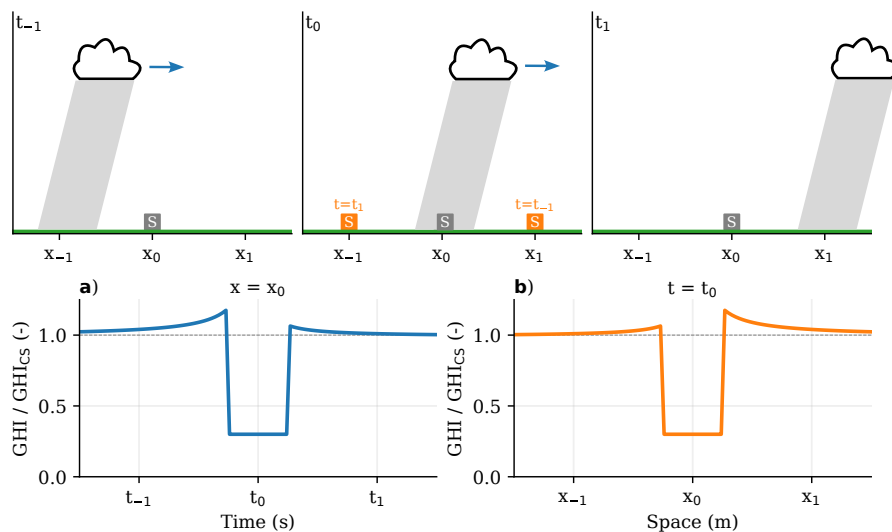 t₋₁
t₀
t₁
t=t₁
t=t₋₁
S
S
S
S
S
x₋₁
x₀
x₁
x₋₁
x₀
x₁
x₋₁
x₀
x₁
a)
x = x₀
b)
t = t₀
GHI / GHI_CS (-)
1.0
0.5
0.0
t₋₁
t₀
t₁
Time (s)
GHI / GHI_CS (-)
1.0
0.5
0.0
x₋₁
x₀
x₁
Space (m)